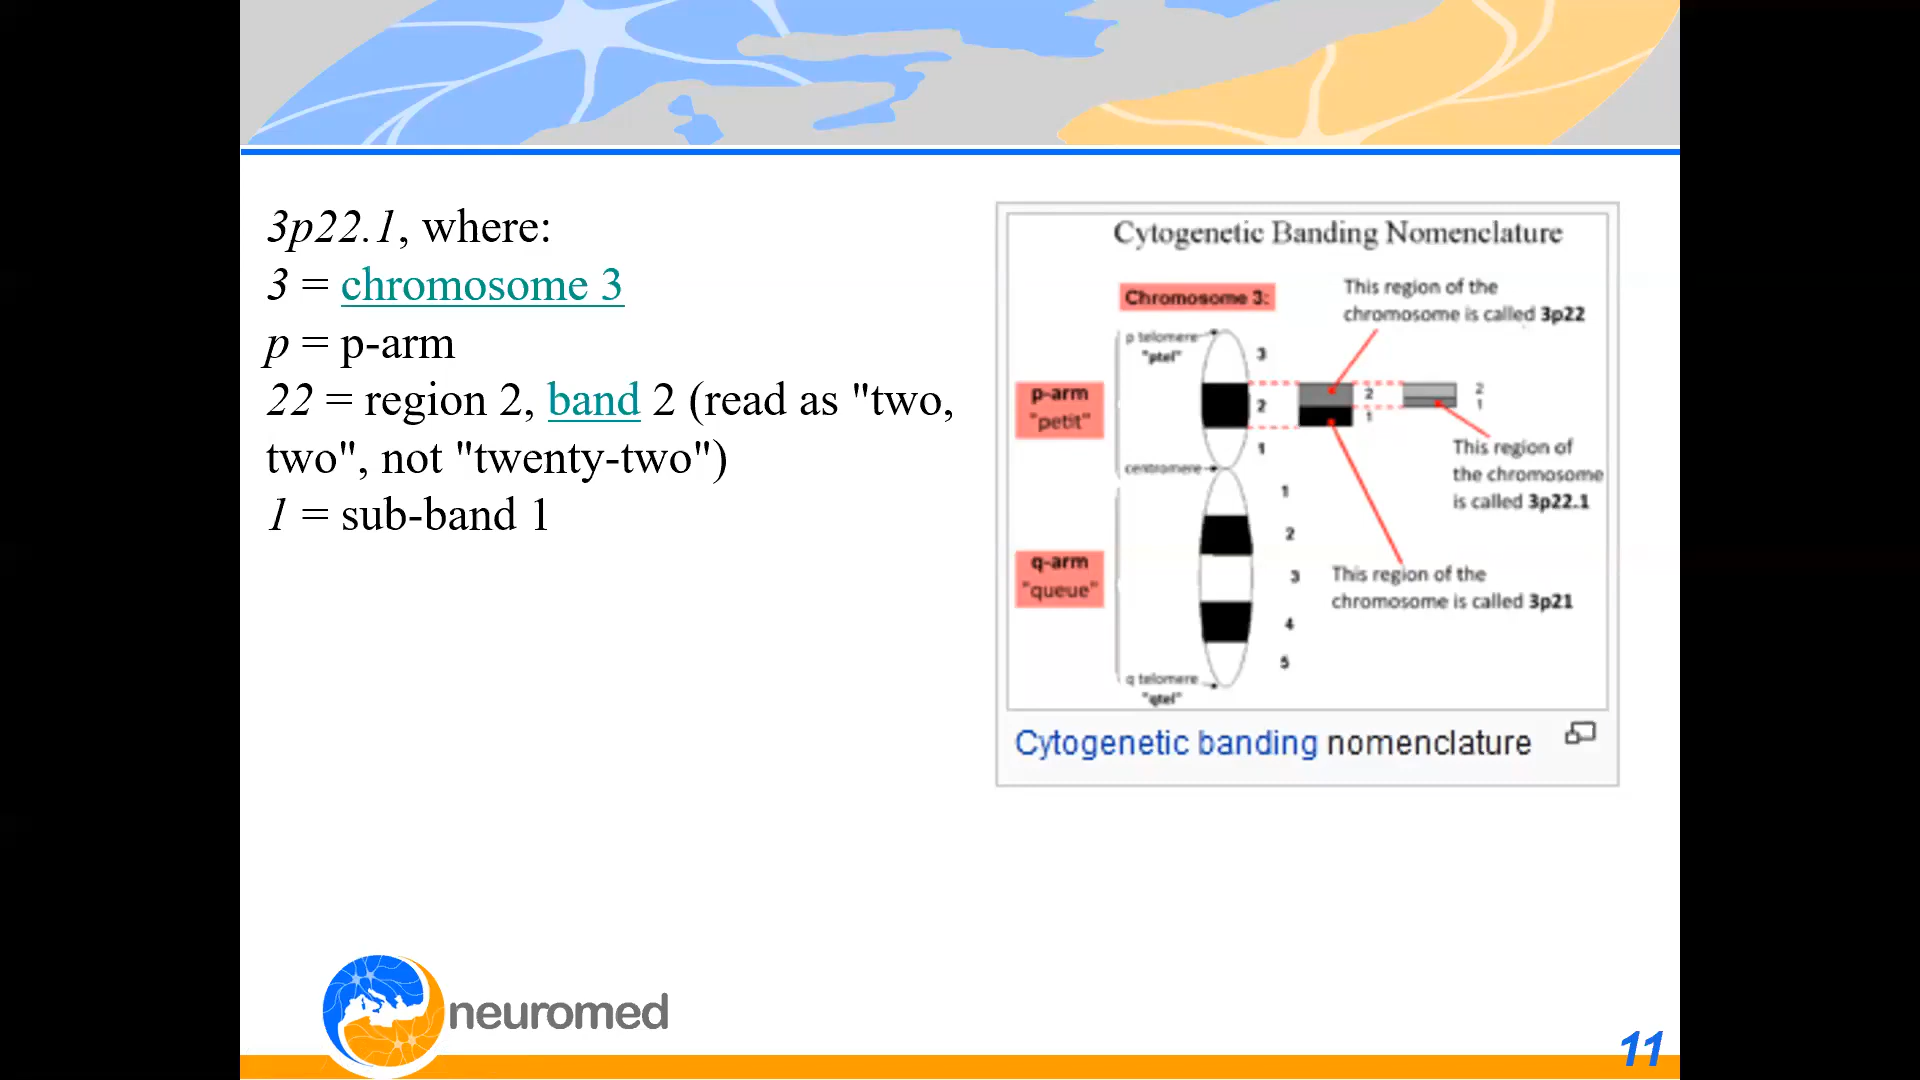 3p22.1, where:
3 = chromosome 3
p = p-arm
22 = region 2, band 2 (read as "two,
two", not "twenty-two")
1 = sub-band 1
Cytogenetic Banding Nomenclature
Chromosome 3:
This region of the
chromosome is called 3p22
p telomere
"ptel"
3
p-arm
"petit"
2
2
1
2
1
1
centromere
This region of
the chromosome
is called 3p22.1
1
2
q-arm
"queue"
3
This region of the
chromosome is called 3p21
4
5
q telomere
"qtel"
Cytogenetic banding nomenclature
neuromed
11